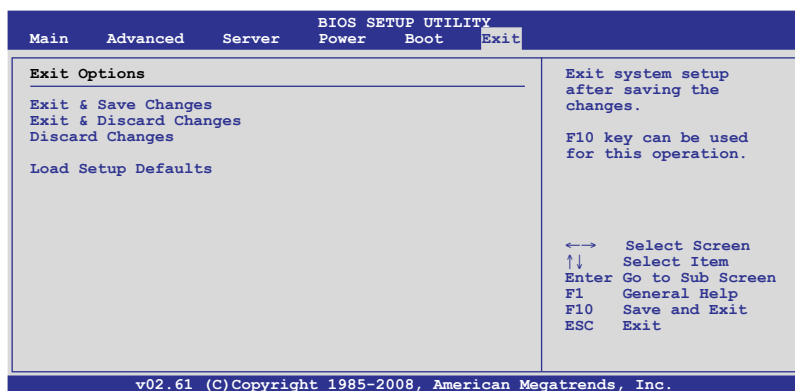 BIOS SETUP UTILITY
Main Advanced Server Power Boot Exit
Exit Options
Exit & Save Changes
Exit & Discard Changes
Discard Changes
Load Setup Defaults
Exit system setup
after saving the
changes.
F10 key can be used
for this operation.
←→ Select Screen
↑↓ Select Item
Enter Go to Sub Screen
F1 General Help
F10 Save and Exit
ESC Exit
v02.61 (C)Copyright 1985-2008, American Megatrends, Inc.